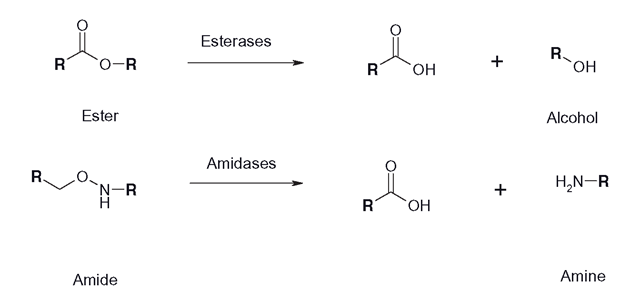 O
R O–R
Esterases
O
R OH
+
R OH
Ester
Alcohol
R O N–R
H
Amidases
O
R OH
+
H₂N–R
Amide
Amine